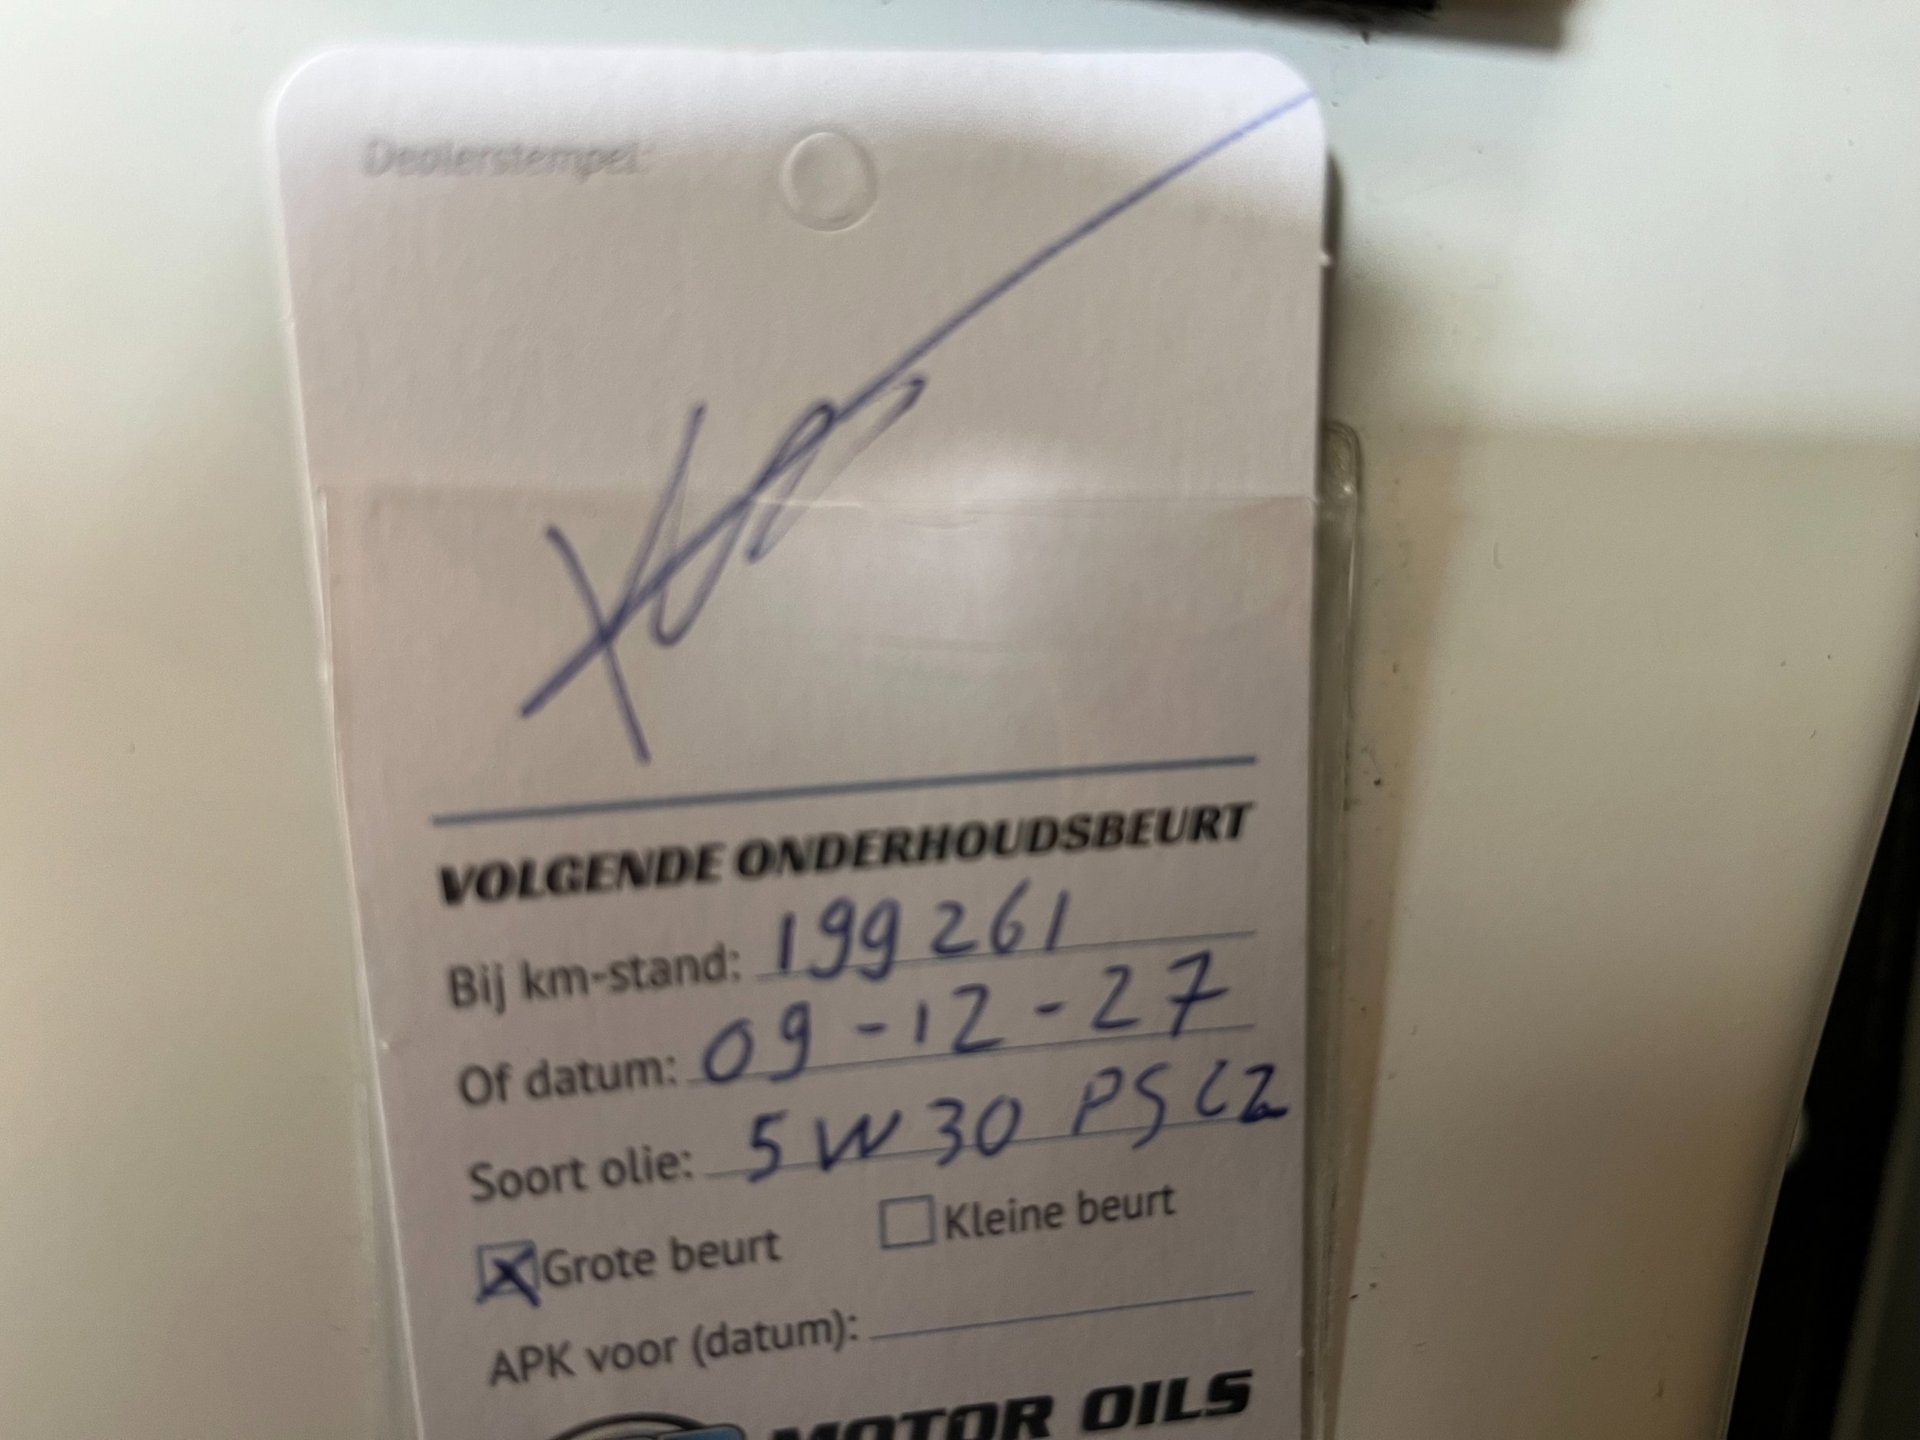 Dealerstempel:
VOLGENDE ONDERHOUDSBEURT
Bij km-stand: 199 261
Of datum: 09-12-27
Soort olie: 5W30 PSC2
Grote beurt Kleine beurt
APK voor (datum):
MOTOR OILS